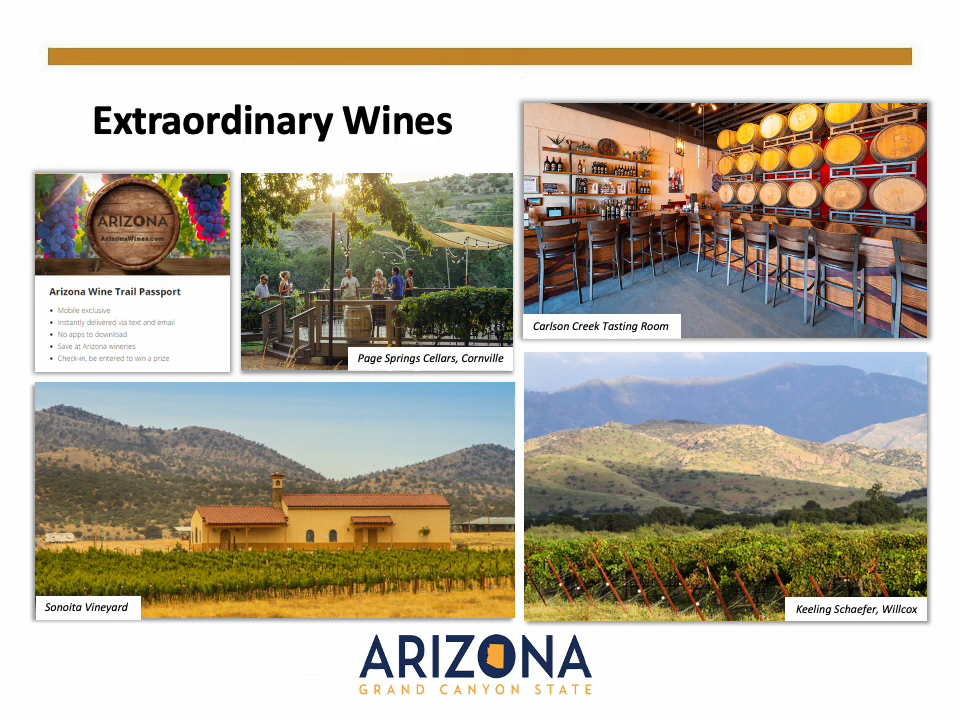 Extraordinary Wines
ARIZONA
ArizonaWines.com
Arizona Wine Trail Passport
• Mobile exclusive
• Instantly delivered via text and email
• No apps to download
• Save at Arizona wineries
• Check-in, be entered to win a prize
Page Springs Cellars, Cornville
Carlson Creek Tasting Room
Sonoita Vineyard
Keeling Schaefer, Willcox
ARIZONA
GRAND CANYON STATE